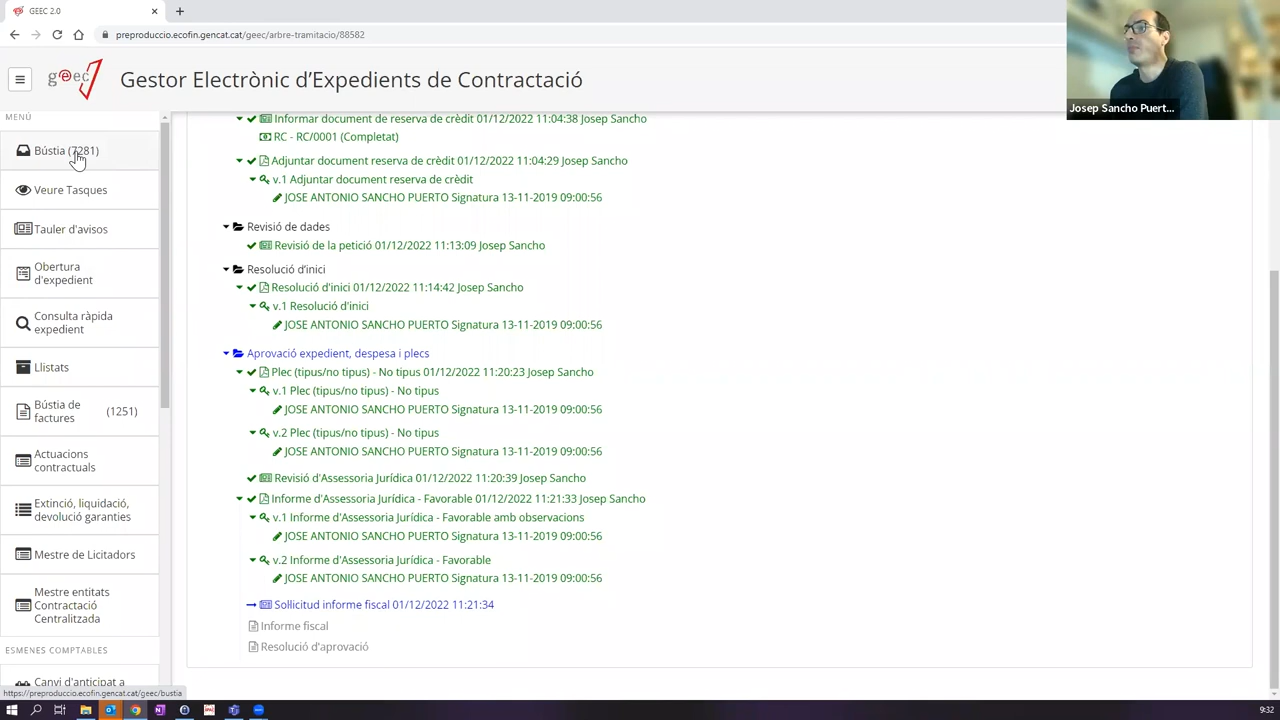 GEEC 2.0
preproduccio.ecofin.gencat.cat/geec/arbre-tramitacio/88582
geec
Gestor Electrònic d'Expedients de Contractació
Josep Sancho Puert...
MENÚ
Bústia (7281)
Veure Tasques
Tauler d'avisos
Obertura d'expedient
Consulta ràpida expedient
Llistats
Bústia de factures (1251)
Actuacions contractuals
Extinció, liquidació, devolució garanties
Mestre de Licitadors
Mestre entitats Contractació Centralitzada
ESMENES COMPTABLES
Canvi d'anticipat a
Informar document de reserva de crèdit 01/12/2022 11:04:38 Josep Sancho
RC - RC/0001 (Completat)
Adjuntar document reserva de crèdit 01/12/2022 11:04:29 Josep Sancho
v.1 Adjuntar document reserva de crèdit
JOSE ANTONIO SANCHO PUERTO Signatura 13-11-2019 09:00:56
Revisió de dades
Revisió de la petició 01/12/2022 11:13:09 Josep Sancho
Resolució d'inici
Resolució d'inici 01/12/2022 11:14:42 Josep Sancho
v.1 Resolució d'inici
JOSE ANTONIO SANCHO PUERTO Signatura 13-11-2019 09:00:56
Aprovació expedient, despesa i plecs
Plec (tipus/no tipus) - No tipus 01/12/2022 11:20:23 Josep Sancho
v.1 Plec (tipus/no tipus) - No tipus
JOSE ANTONIO SANCHO PUERTO Signatura 13-11-2019 09:00:56
v.2 Plec (tipus/no tipus) - No tipus
JOSE ANTONIO SANCHO PUERTO Signatura 13-11-2019 09:00:56
Revisió d'Assessoria Jurídica 01/12/2022 11:20:39 Josep Sancho
Informe d'Assessoria Jurídica - Favorable 01/12/2022 11:21:33 Josep Sancho
v.1 Informe d'Assessoria Jurídica - Favorable amb observacions
JOSE ANTONIO SANCHO PUERTO Signatura 13-11-2019 09:00:56
v.2 Informe d'Assessoria Jurídica - Favorable
JOSE ANTONIO SANCHO PUERTO Signatura 13-11-2019 09:00:56
Sol·licitud informe fiscal 01/12/2022 11:21:34
Informe fiscal
Resolució d'aprovació
https://preproduccio.ecofin.gencat.cat/geec/bustia
9:32